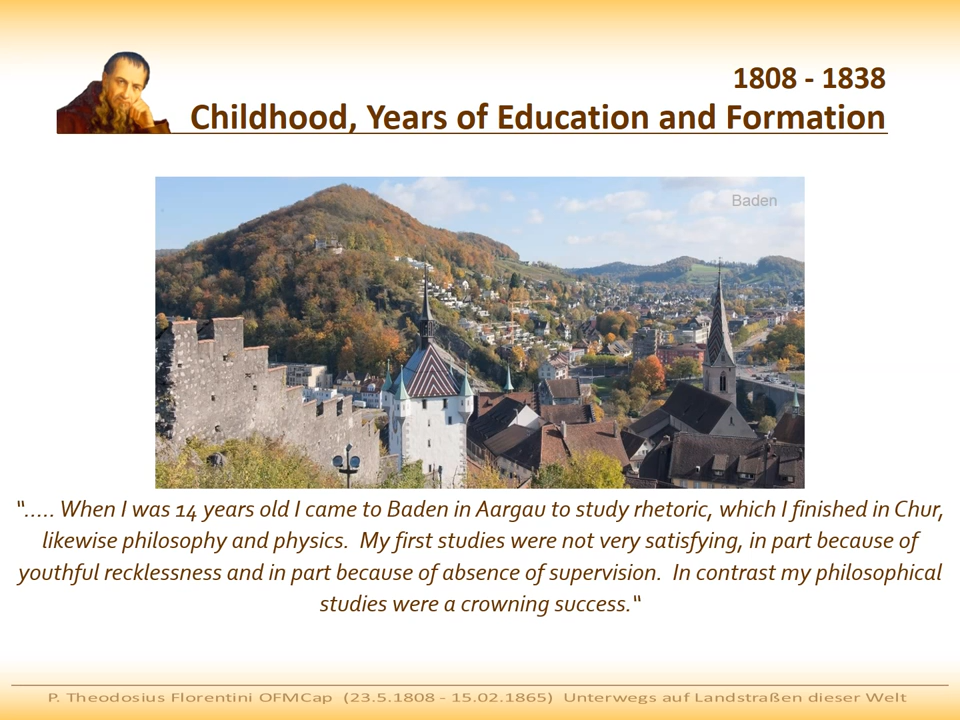 1808 - 1838
Childhood, Years of Education and Formation
Baden
“..... When I was 14 years old I came to Baden in Aargau to study rhetoric, which I finished in Chur,
likewise philosophy and physics.  My first studies were not very satisfying, in part because of
youthful recklessness and in part because of absence of supervision.  In contrast my philosophical
studies were a crowning success.“
P. Theodosius Florentini OFMCap  (23.5.1808 - 15.02.1865)  Unterwegs auf Landstraßen dieser Welt